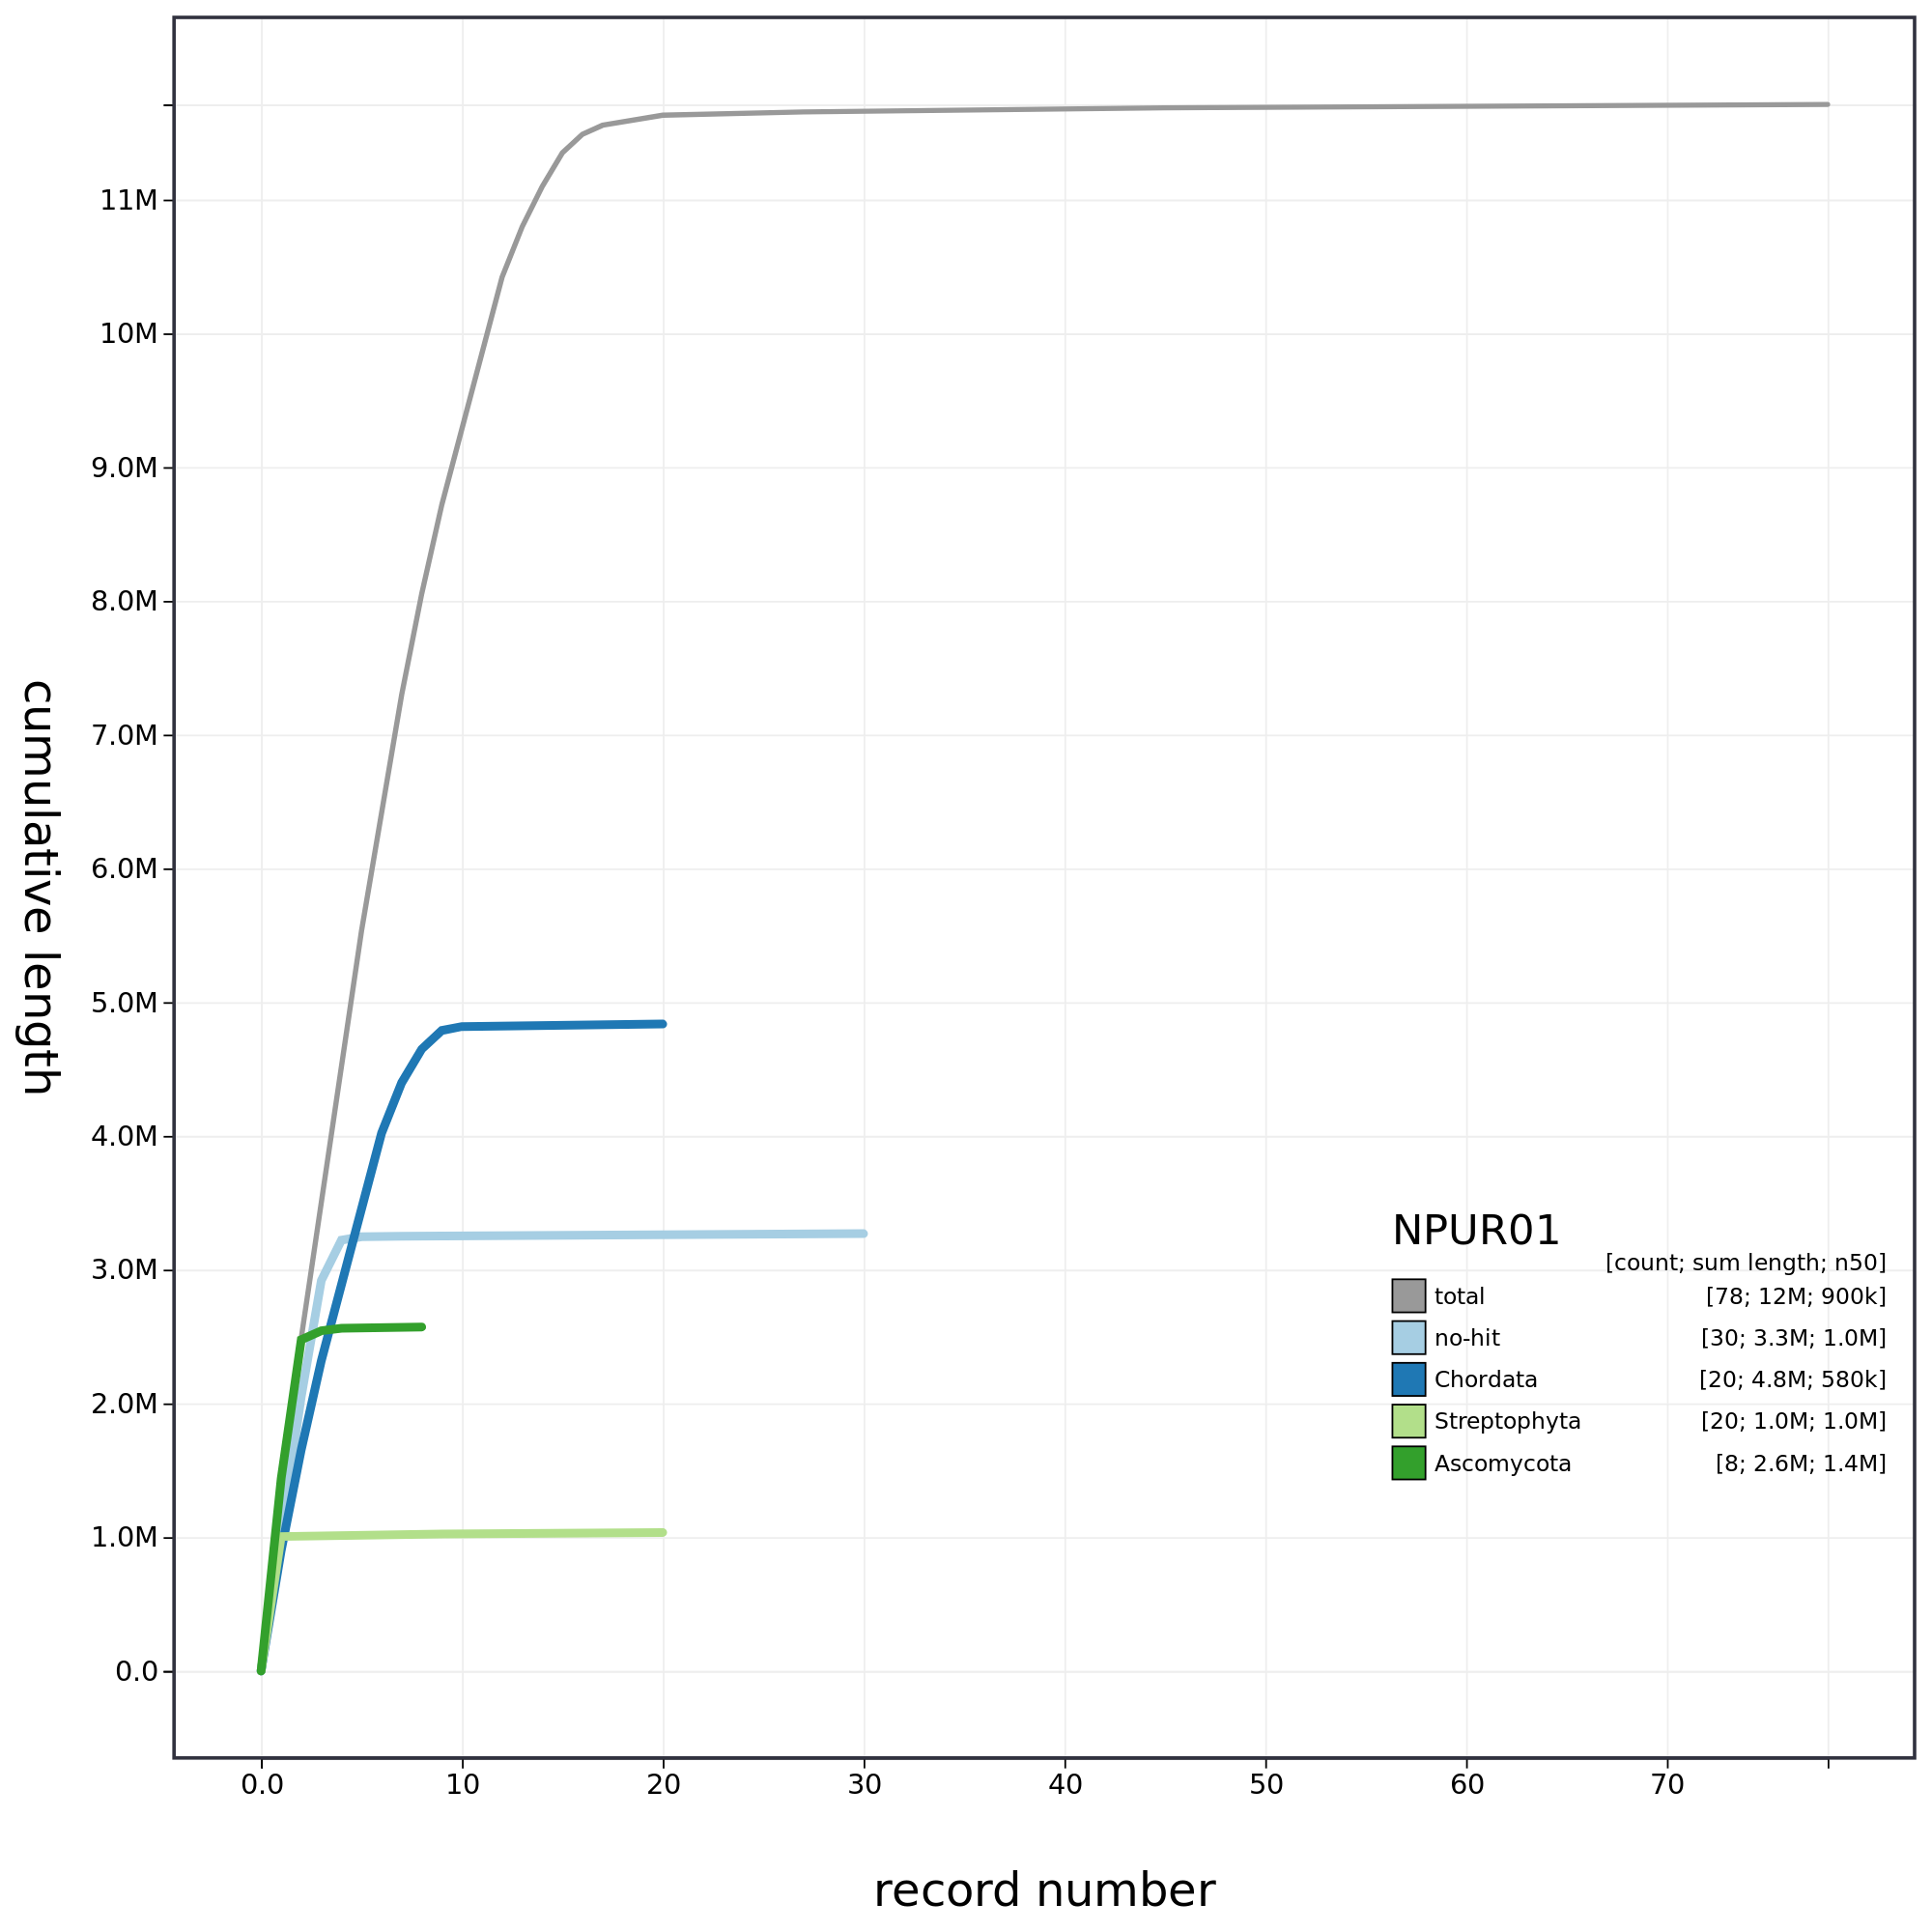 11M
10M
9.0M
8.0M
7.0M
6.0M
5.0M
4.0M
3.0M
2.0M
1.0M
0.0
cumulative length
NPUR01
[count; sum length; n50]
total [78; 12M; 900k]
no-hit [30; 3.3M; 1.0M]
Chordata [20; 4.8M; 580k]
Streptophyta [20; 1.0M; 1.0M]
Ascomycota [8; 2.6M; 1.4M]
0.0 10 20 30 40 50 60 70
record number